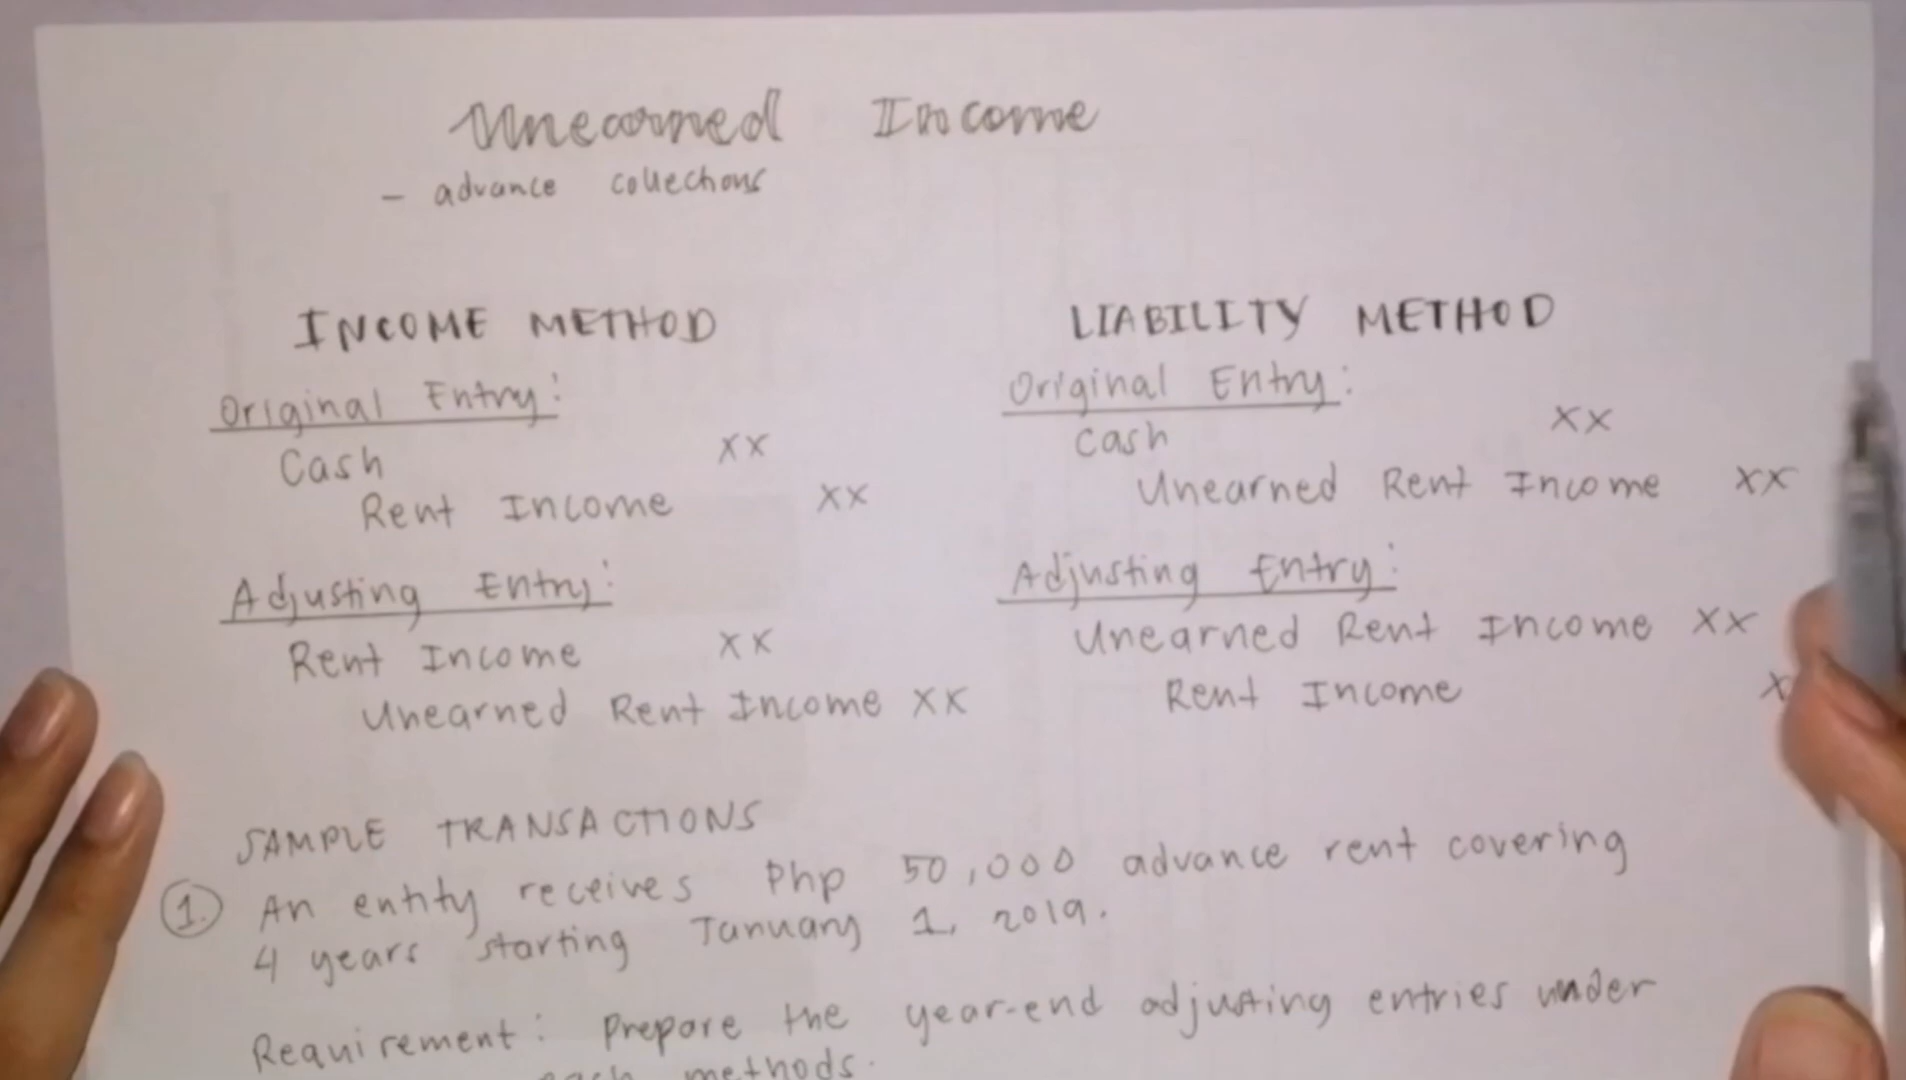 Unearned Income
- advance collections
INCOME METHOD
Original Entry:
Cash xx
Rent Income xx
Adjusting Entry:
Rent Income xx
Unearned Rent Income xx
LIABILITY METHOD
Original Entry:
Cash xx
Unearned Rent Income xx
Adjusting Entry:
Unearned Rent Income xx
Rent Income x
SAMPLE TRANSACTIONS
1. An entity receives Php 50,000 advance rent covering
4 years starting January 1, 2019.
Requirement: Prepare the year-end adjusting entries under
each methods.